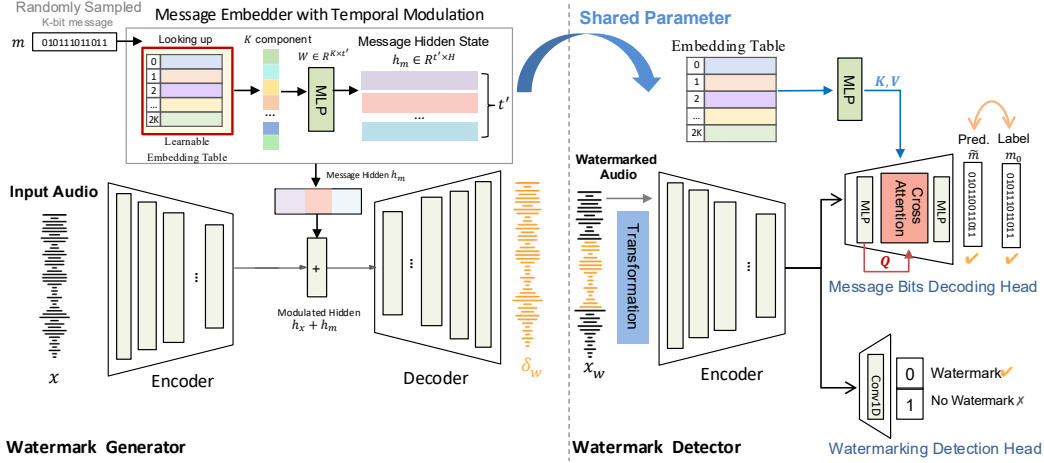 Randomly Sampled
K-bit message
m 010111011011
Message Embedder with Temporal Modulation
Looking up
0
1
2
...
2K
Learnable
Embedding Table
K component
...
W ∈ R^{K×t'}
MLP
Message Hidden State
h_m ∈ R^{t'×H}
...
t'
Message Hidden h_m
Input Audio
x
...
Encoder
+
Modulated Hidden
h_x + h_m
...
Decoder
δ_w
Watermark Generator
Shared Parameter
Embedding Table
0
1
2
...
2K
MLP
K, V
Watermarked
Audio
x_w
Transformation
...
Encoder
MLP
Cross
Attention
MLP
Q
Pred.
m̃
010110011011
✓
Label
m_0
010111011011
✓
Message Bits Decoding Head
Conv1D
0 Watermark ✓
1 No Watermark ✗
Watermarking Detection Head
Watermark Detector